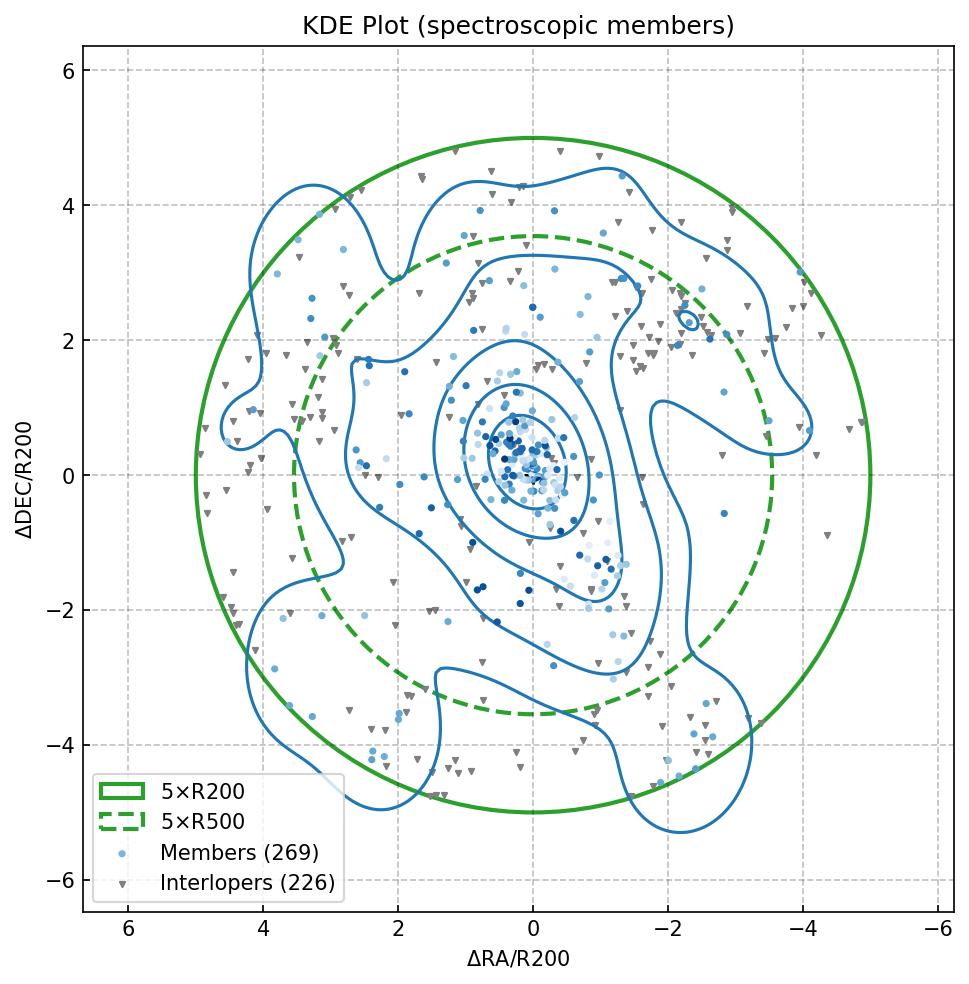 KDE Plot (spectroscopic members)
6
4
2
0
−2
−4
−6
ΔDEC/R200
5×R200
5×R500
Members (269)
Interlopers (226)
6 4 2 0 −2 −4 −6
ΔRA/R200